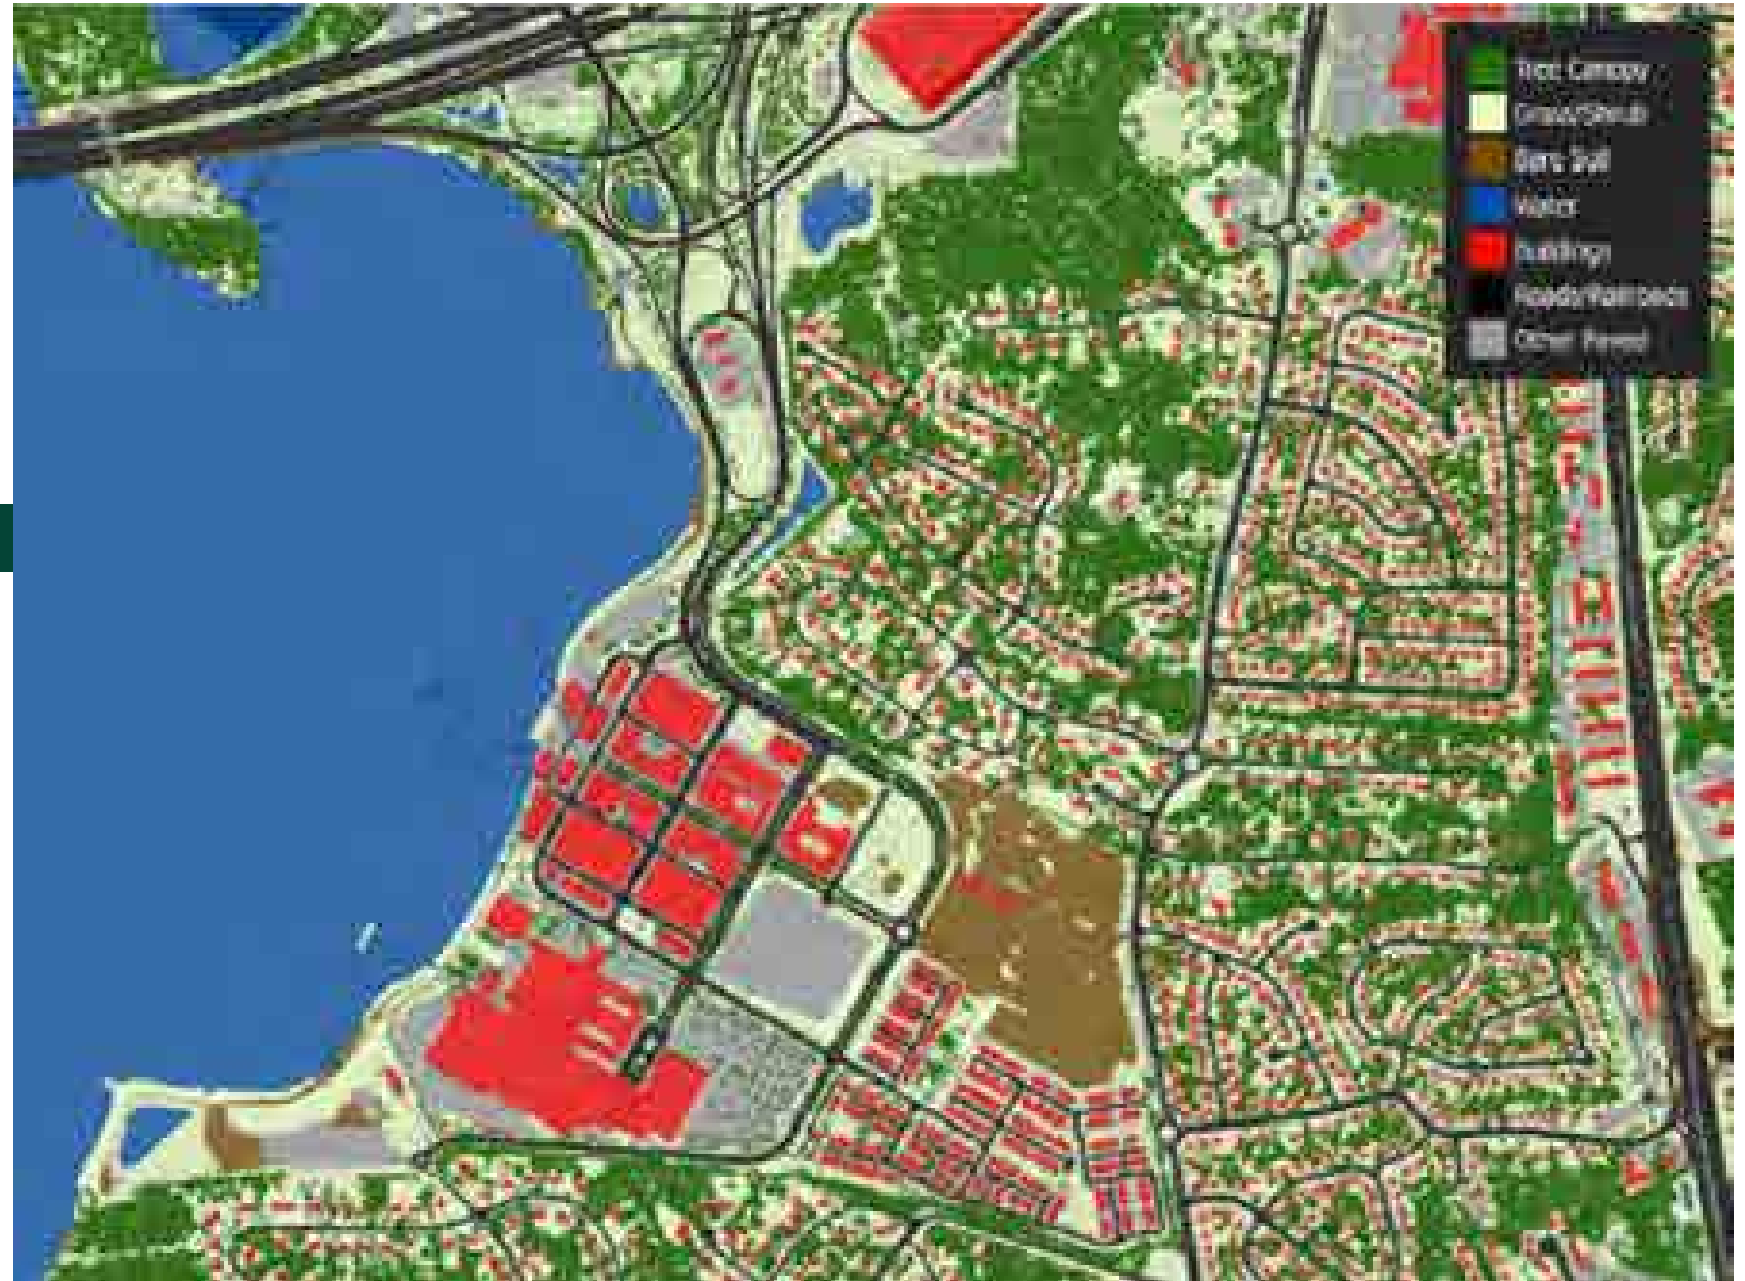 Tree Canopy
Grass/Shrub
Bare Soil
Water
Buildings
Roads/Railroads
Other Paved